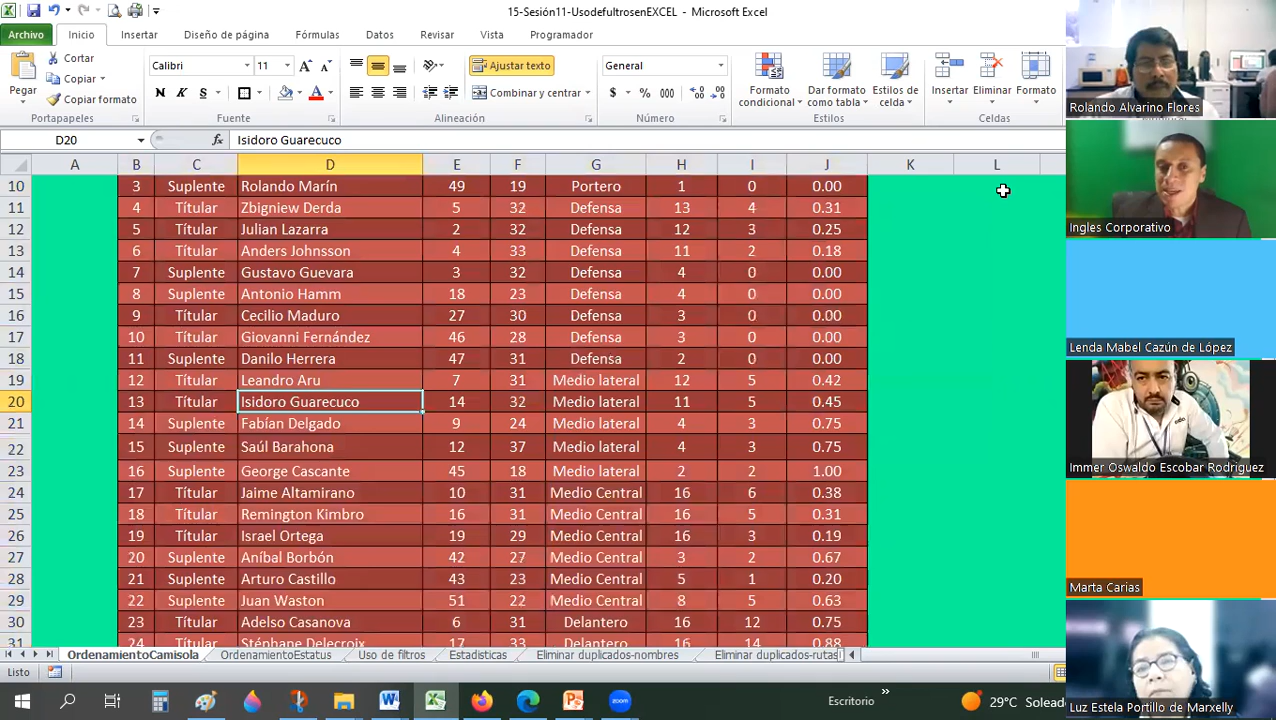 15-Sesión11-UsodefultrosenEXCEL - Microsoft Excel
Archivo Inicio Insertar Diseño de página Fórmulas Datos Revisar Vista Programador
Pegar
Cortar
Copiar
Copiar formato
Portapapeles
Calibri 11
N K S
Fuente
Ajustar texto
Combinar y centrar
Alineación
General
$ % 000
Número
Formato condicional
Dar formato como tabla
Estilos de celda
Estilos
Insertar Eliminar Formato
Celdas
D20 fx Isidoro Guarecuco
A B C D E F G H I J K L
10 3 Suplente Rolando Marín 49 19 Portero 1 0 0.00
11 4 Títular Zbigniew Derda 5 32 Defensa 13 4 0.31
12 5 Títular Julian Lazarra 2 32 Defensa 12 3 0.25
13 6 Títular Anders Johnsson 4 33 Defensa 11 2 0.18
14 7 Suplente Gustavo Guevara 3 32 Defensa 4 0 0.00
15 8 Suplente Antonio Hamm 18 23 Defensa 4 0 0.00
16 9 Títular Cecilio Maduro 27 30 Defensa 3 0 0.00
17 10 Títular Giovanni Fernández 46 28 Defensa 3 0 0.00
18 11 Suplente Danilo Herrera 47 31 Defensa 2 0 0.00
19 12 Títular Leandro Aru 7 31 Medio lateral 12 5 0.42
20 13 Títular Isidoro Guarecuco 14 32 Medio lateral 11 5 0.45
21 14 Suplente Fabían Delgado 9 24 Medio lateral 4 3 0.75
22 15 Suplente Saúl Barahona 12 37 Medio lateral 4 3 0.75
23 16 Suplente George Cascante 45 18 Medio lateral 2 2 1.00
24 17 Títular Jaime Altamirano 10 31 Medio Central 16 6 0.38
25 18 Títular Remington Kimbro 16 31 Medio Central 16 5 0.31
26 19 Títular Israel Ortega 19 29 Medio Central 16 3 0.19
27 20 Suplente Aníbal Borbón 42 27 Medio Central 3 2 0.67
28 21 Suplente Arturo Castillo 43 23 Medio Central 5 1 0.20
29 22 Suplente Juan Waston 51 22 Medio Central 8 5 0.63
30 23 Títular Adelso Casanova 6 31 Delantero 16 12 0.75
31 24 Títular Stéphane Delecroix 17 33 Delantero 16 14 0.88
OrdenamientoCamisola OrdenamientoEstatus Uso de filtros Estadisticas Eliminar duplicados-nombres Eliminar duplicados-rutas
Listo
zoom
Escritorio
29°C Solead
Rolando Alvarino Flores
Ingles Corporativo
Lenda Mabel Cazún de López
Immer Oswaldo Escobar Rodriguez
Marta Carias
Luz Estela Portillo de Marxelly